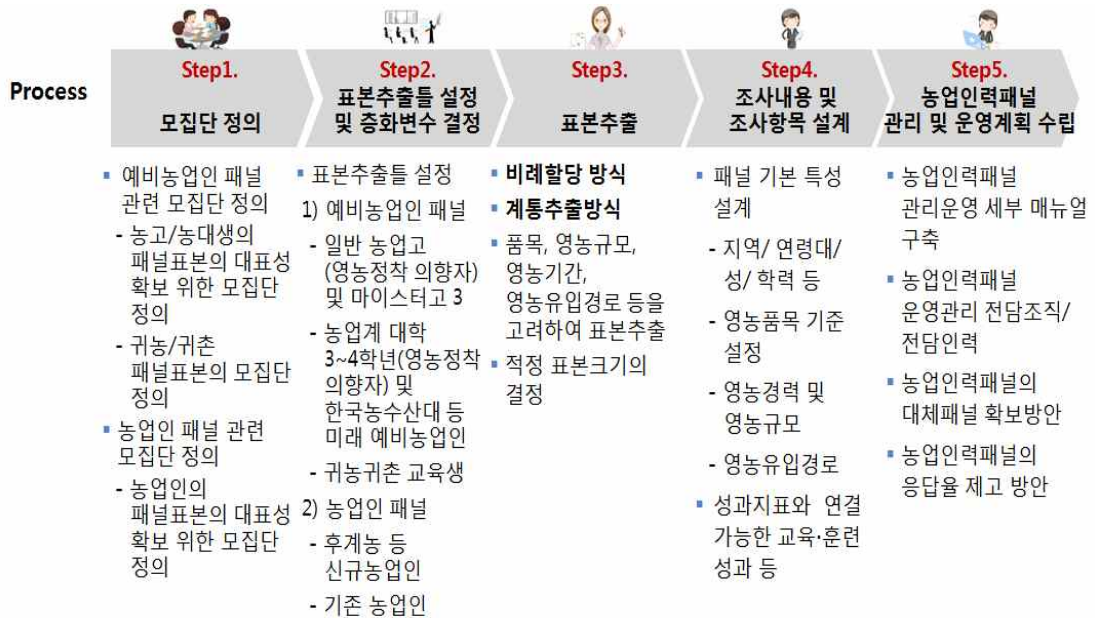 Process
Step1.
모집단 정의
예비농업인 패널
관련 모집단 정의
- 농고/농대생의
패널표본의 대표성
확보 위한 모집단
정의
- 귀농/귀촌
패널표본의 모집단
정의
농업인 패널 관련
모집단 정의
- 농업인의
패널표본의 대표성
확보 위한 모집단
정의
Step2.
표본추출틀 설정
및 층화변수 결정
표본추출틀 설정
1) 예비농업인 패널
- 일반 농업고
(영농정착 의향자)
및 마이스터고 3
- 농업계 대학
3~4학년(영농정착
의향자) 및
한국농수산대 등
미래 예비농업인
- 귀농귀촌 교육생
2) 농업인 패널
- 후계농 등
신규농업인
- 기존 농업인
Step3.
표본추출
비례할당 방식
계통추출방식
품목, 영농규모,
영농기간,
영농유입경로 등을
고려하여 표본추출
적정 표본크기의
결정
Step4.
조사내용 및
조사항목 설계
패널 기본 특성
설계
- 지역/ 연령대/
성/ 학력 등
- 영농품목 기준
설정
- 영농경력 및
영농규모
- 영농유입경로
성과지표와 연결
가능한 교육·훈련
성과 등
Step5.
농업인력패널
관리 및 운영계획 수립
농업인력패널
관리운영 세부 매뉴얼
구축
농업인력패널
운영관리 전담조직/
전담인력
농업인력패널의
대체패널 확보방안
농업인력패널의
응답율 제고 방안